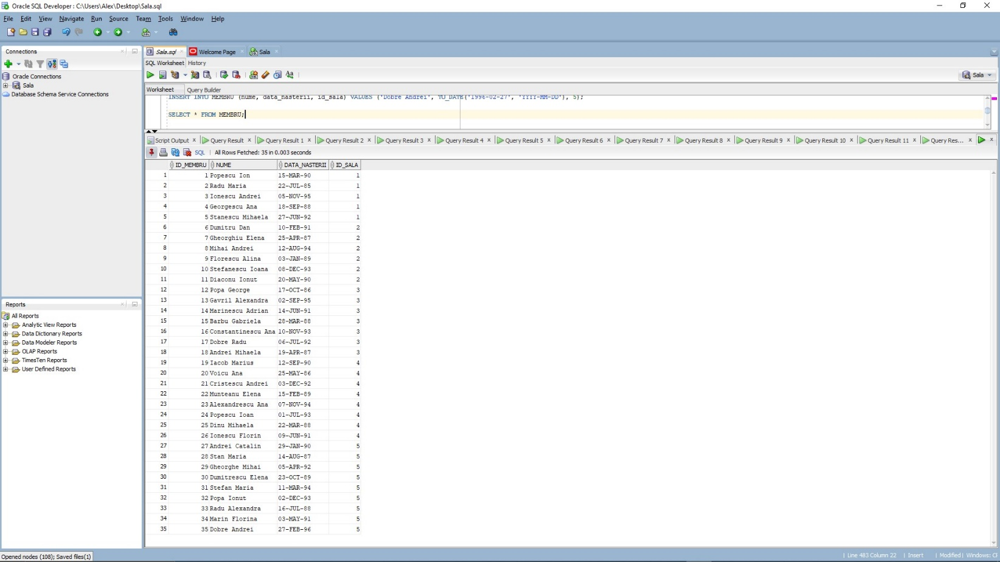 Oracle SQL Developer : C:\Users\Alex\Desktop\Sala.sql
File Edit View Navigate Run Source Team Tools Window Help
Connections
Oracle Connections
Sala
Database Schema Service Connections
Reports
All Reports
Analytic View Reports
Data Dictionary Reports
Data Modeler Reports
OLAP Reports
TimesTen Reports
User Defined Reports
Sala.sql Welcome Page Sala
SQL Worksheet History
Sala
Worksheet Query Builder
INSERT INTO MEMBRU (nume, data_nasterii, id_sala) VALUES ('Dobre Andrei', TO_DATE('1996-02-27', 'YYYY-MM-DD'), 5);
SELECT * FROM MEMBRU;
Script Output x Query Result x Query Result 1 x Query Result 2 x Query Result 3 x Query Result 4 x Query Result 5 x Query Result 6 x Query Result 7 x Query Result 8 x Query Result 9 x Query Result 10 x Query Result 11 x Query Res... x x
SQL | All Rows Fetched: 35 in 0.003 seconds
ID_MEMBRU NUME DATA_NASTERII ID_SALA
1 1 Popescu Ion 15-MAR-90 1
2 2 Radu Maria 22-JUL-85 1
3 3 Ionescu Andrei 05-NOV-95 1
4 4 Georgescu Ana 18-SEP-88 1
5 5 Stanescu Mihaela 27-JUN-92 1
6 6 Dumitru Dan 10-FEB-91 2
7 7 Gheorghiu Elena 25-APR-87 2
8 8 Mihai Andrei 12-AUG-94 2
9 9 Florescu Alina 03-JAN-89 2
10 10 Stefanescu Ioana 08-DEC-93 2
11 11 Diaconu Ionut 20-MAY-90 2
12 12 Popa George 17-OCT-86 3
13 13 Gavril Alexandra 02-SEP-95 3
14 14 Marinescu Adrian 14-JUN-91 3
15 15 Barbu Gabriela 28-MAR-88 3
16 16 Constantinescu Ana 10-NOV-93 3
17 17 Dobre Radu 06-JUL-92 3
18 18 Andrei Mihaela 19-APR-87 3
19 19 Iacob Marius 12-SEP-90 4
20 20 Voicu Ana 25-MAY-86 4
21 21 Cristescu Andrei 03-DEC-92 4
22 22 Munteanu Elena 15-FEB-89 4
23 23 Alexandrescu Ana 07-NOV-94 4
24 24 Popescu Ioan 01-JUL-93 4
25 25 Dinu Mihaela 22-MAR-88 4
26 26 Ionescu Florin 09-JUN-91 4
27 27 Andrei Catalin 29-JAN-90 5
28 28 Stan Maria 14-AUG-87 5
29 29 Gheorghe Mihai 05-APR-92 5
30 30 Dumitrescu Elena 23-OCT-89 5
31 31 Stefan Maria 11-MAR-94 5
32 32 Popa Ionut 02-DEC-93 5
33 33 Radu Alexandra 16-JUL-88 5
34 34 Marin Florina 03-MAY-91 5
35 35 Dobre Andrei 27-FEB-96 5
Opened nodes (108); Saved files(1)
| Line 483 Column 22 | Insert | Modified | Windows: C